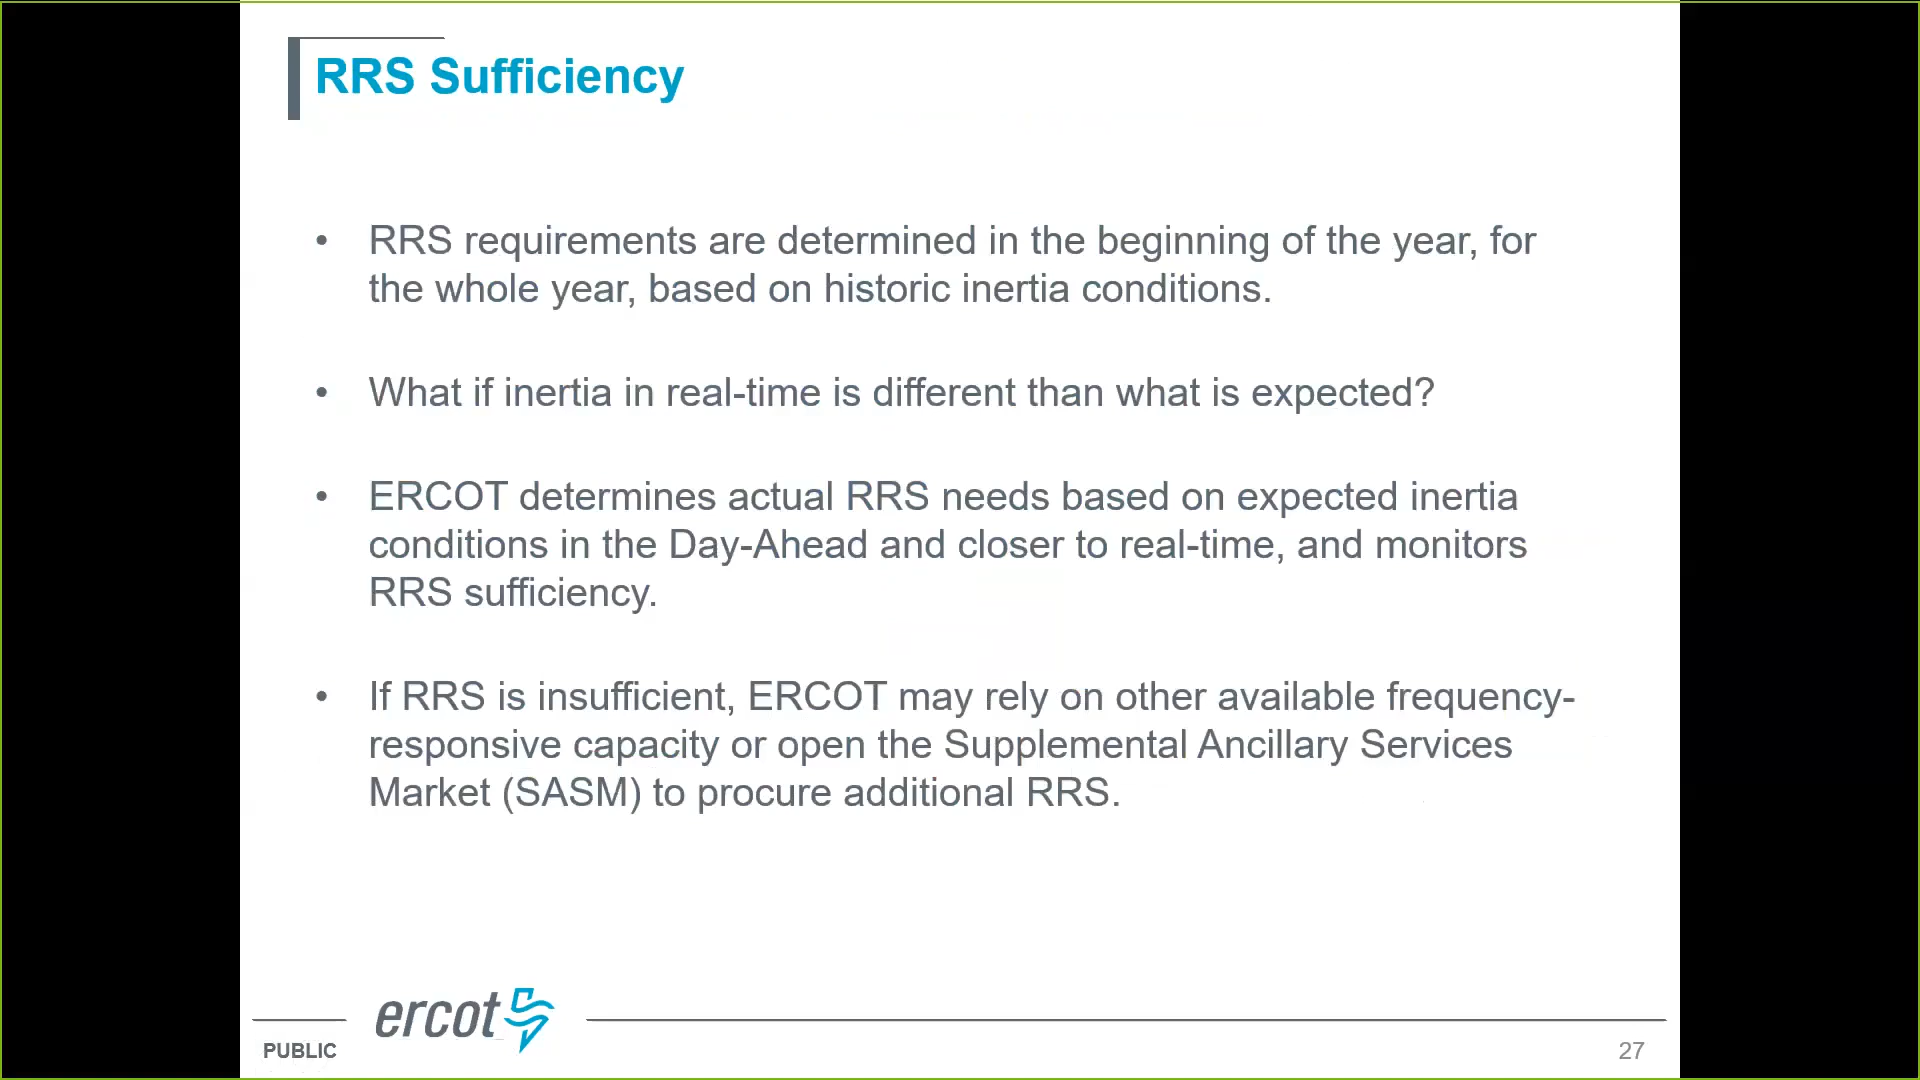 RRS Sufficiency
• RRS requirements are determined in the beginning of the year, for
the whole year, based on historic inertia conditions.
• What if inertia in real-time is different than what is expected?
• ERCOT determines actual RRS needs based on expected inertia
conditions in the Day-Ahead and closer to real-time, and monitors
RRS sufficiency.
• If RRS is insufficient, ERCOT may rely on other available frequency-
responsive capacity or open the Supplemental Ancillary Services
Market (SASM) to procure additional RRS.
ercot
PUBLIC
27